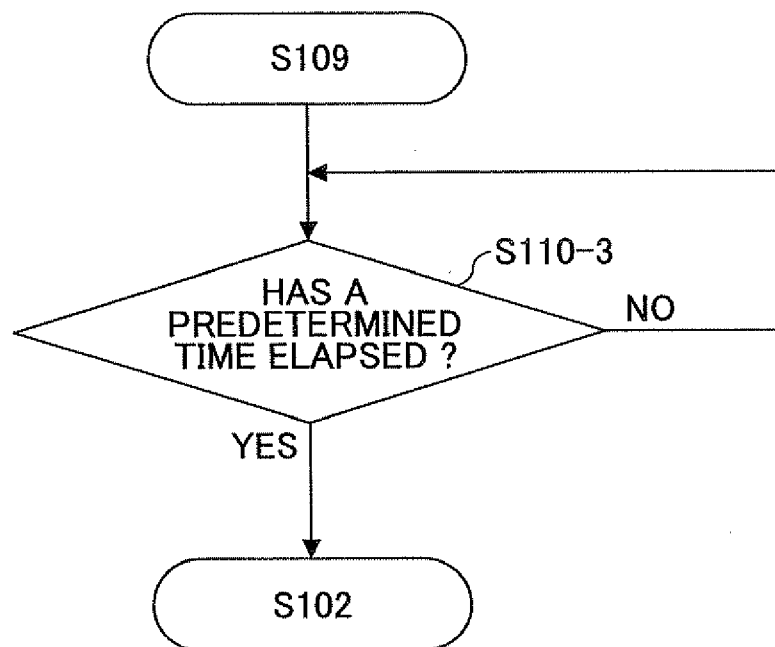 S109
S110-3
HAS A
PREDETERMINED
TIME ELAPSED ?
NO
YES
S102